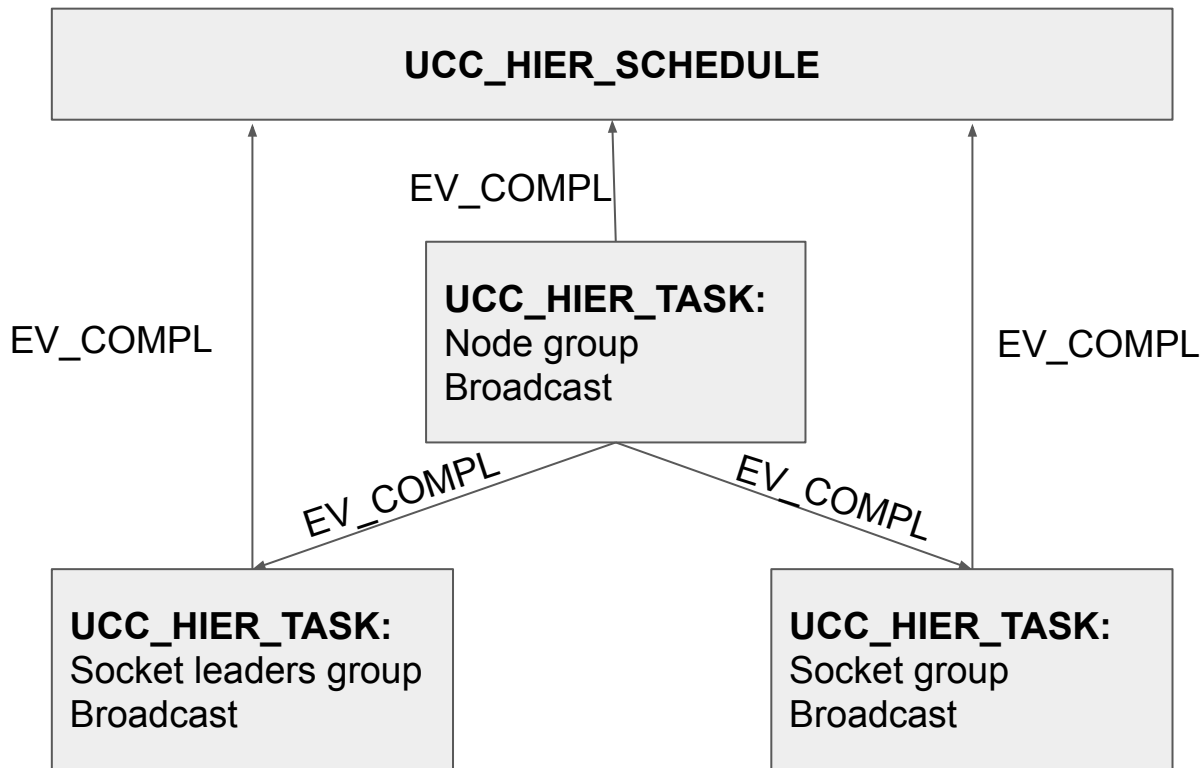 UCC_HIER_SCHEDULE
EV_COMPL
UCC_HIER_TASK:
Node group
Broadcast
EV_COMPL
EV_COMPL
EV_COMPL
EV_COMPL
UCC_HIER_TASK:
Socket leaders group
Broadcast
UCC_HIER_TASK:
Socket group
Broadcast